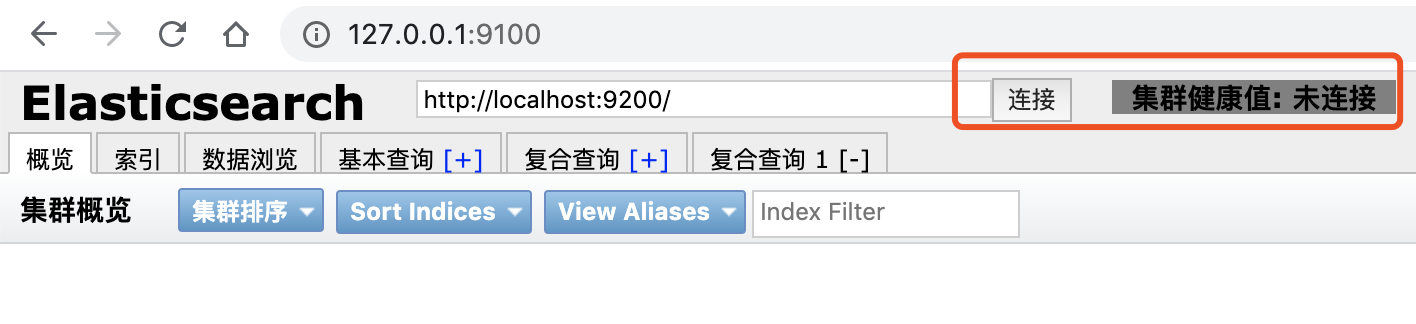 127.0.0.1:9100
Elasticsearch http://localhost:9200/ 连接 集群健康值: 未连接
概览 索引 数据浏览 基本查询 [+] 复合查询 [+] 复合查询 1 [-]
集群概览 集群排序 Sort Indices View Aliases Index Filter